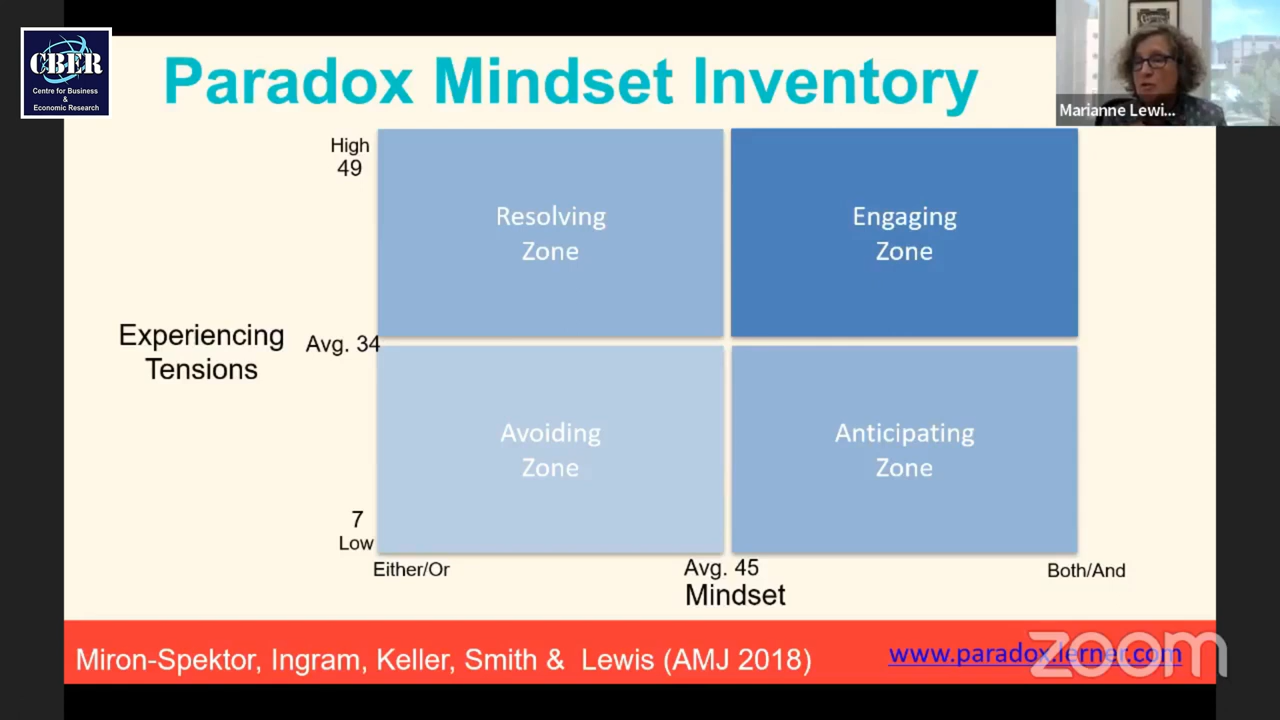 CBER
Centre for Business
&
Economic Research
Paradox Mindset Inventory
Marianne Lewi...
High
49
Resolving
Zone
Engaging
Zone
Experiencing
Tensions
Avg. 34
Avoiding
Zone
Anticipating
Zone
7
Low
Either/Or
Avg. 45
Both/And
Mindset
Miron-Spektor, Ingram, Keller, Smith & Lewis (AMJ 2018)
www.paradox.lerner.com
zoom